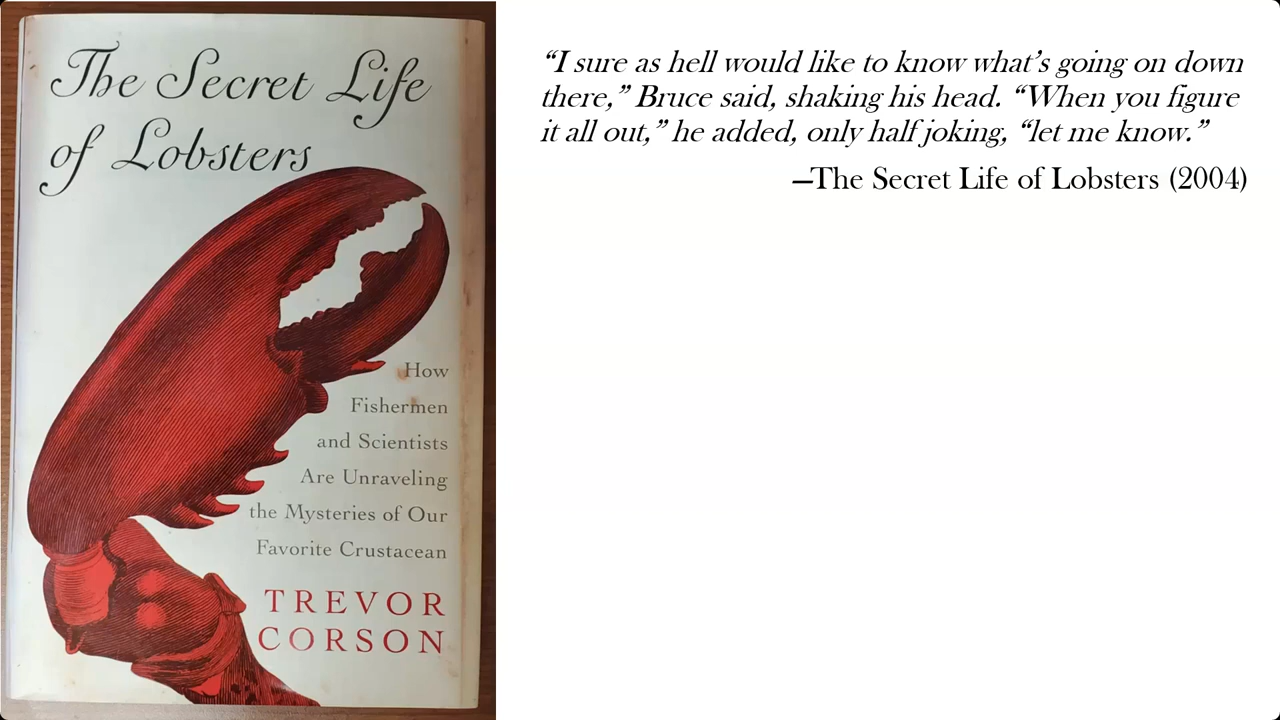 The Secret Life
of Lobsters
How
Fishermen
and Scientists
Are Unraveling
the Mysteries of Our
Favorite Crustacean
TREVOR
CORSON
“I sure as hell would like to know what’s going on down
there,” Bruce said, shaking his head. “When you figure
it all out,” he added, only half joking, “let me know.”
—The Secret Life of Lobsters (2004)